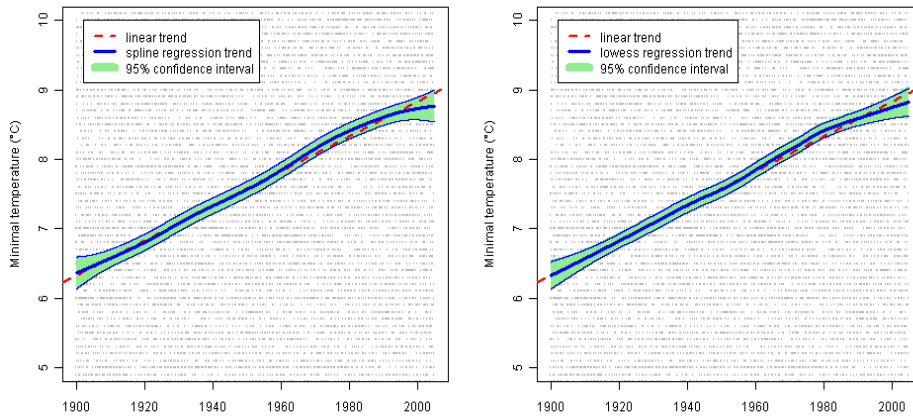 linear trend
spline regression trend
95% confidence interval
Minimal temperature (°C)
10
9
8
7
6
5
1900 1920 1940 1960 1980 2000
linear trend
lowess regression trend
95% confidence interval
Minimal temperature (°C)
10
9
8
7
6
5
1900 1920 1940 1960 1980 2000